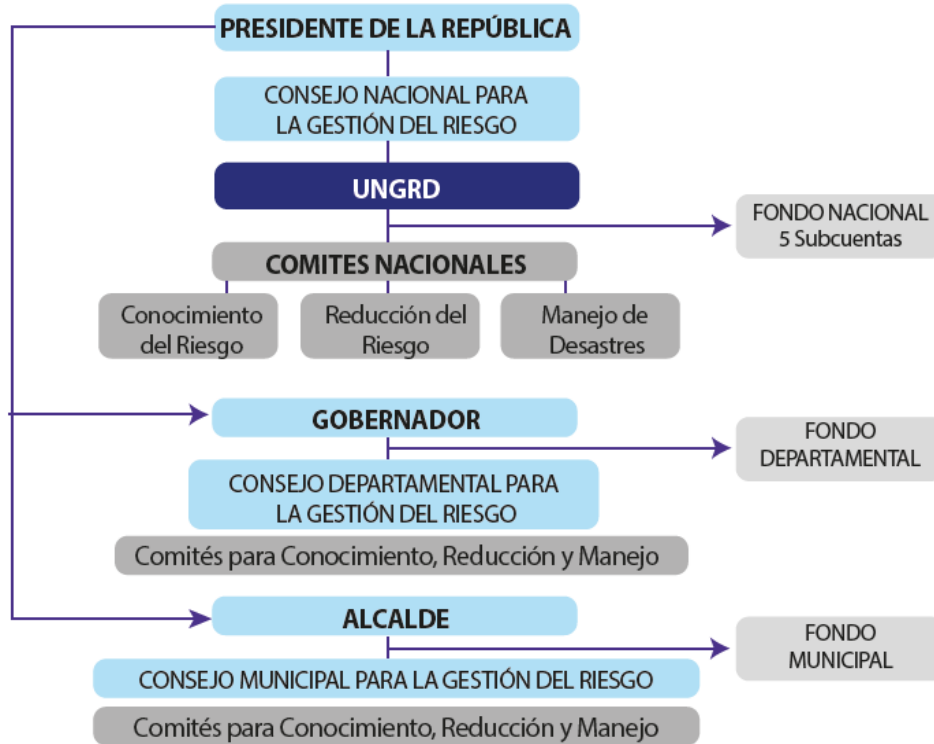 PRESIDENTE DE LA REPÚBLICA
CONSEJO NACIONAL PARA
LA GESTIÓN DEL RIESGO
UNGRD
FONDO NACIONAL
5 Subcuentas
COMITES NACIONALES
Conocimiento
del Riesgo
Reducción del
Riesgo
Manejo de
Desastres
GOBERNADOR
FONDO
DEPARTAMENTAL
CONSEJO DEPARTAMENTAL PARA
LA GESTIÓN DEL RIESGO
Comités para Conocimiento, Reducción y Manejo
ALCALDE
FONDO
MUNICIPAL
CONSEJO MUNICIPAL PARA LA GESTIÓN DEL RIESGO
Comités para Conocimiento, Reducción y Manejo